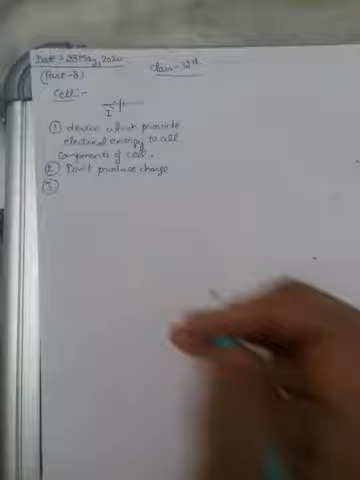 Date:- 28 May, 2020
Class - 12th
(Part-8)
Cell:-
I
① device which provide
electrical energy to all
components of cell.
② Don't produce charge
③